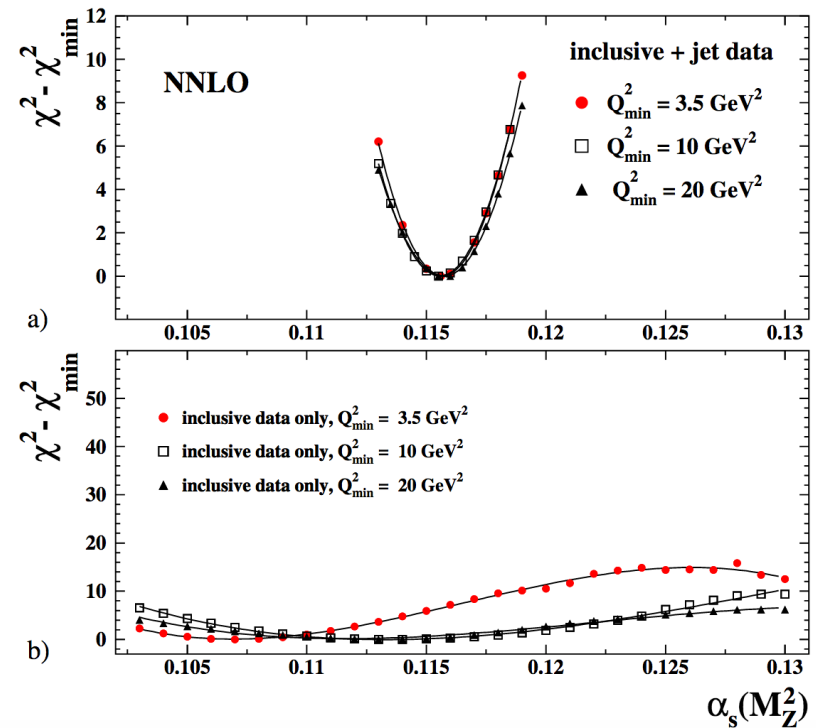 χ² - χ²min
12
10
8
6
4
2
0
NNLO
inclusive + jet data
Q²min = 3.5 GeV²
Q²min = 10 GeV²
Q²min = 20 GeV²
a)
0.105 0.11 0.115 0.12 0.125 0.13
χ² - χ²min
50
40
30
20
10
0
inclusive data only, Q²min = 3.5 GeV²
inclusive data only, Q²min = 10 GeV²
inclusive data only, Q²min = 20 GeV²
b)
0.105 0.11 0.115 0.12 0.125 0.13
αs(M²Z)